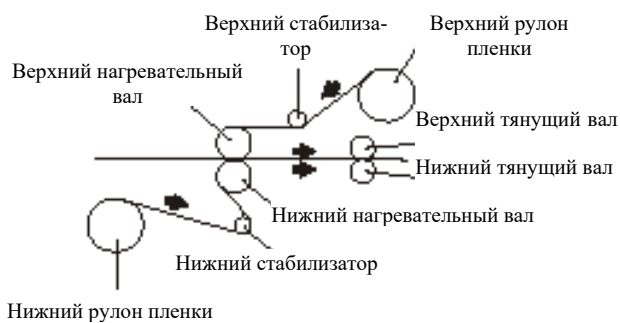 Верхний стабилиза-
тор
Верхний рулон
пленки
Верхний нагревательный
вал
Верхний тянущий вал
Нижний тянущий вал
Нижний нагревательный вал
Нижний стабилизатор
Нижний рулон пленки